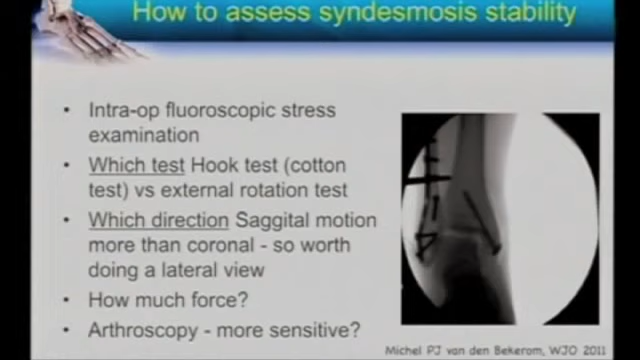 How to assess syndesmosis stability
• Intra-op fluoroscopic stress
examination
• Which test Hook test (cotton
test) vs external rotation test
• Which direction Saggital motion
more than coronal - so worth
doing a lateral view
• How much force?
• Arthroscopy - more sensitive?
Michel PJ van den Bekerom, WJO 2011